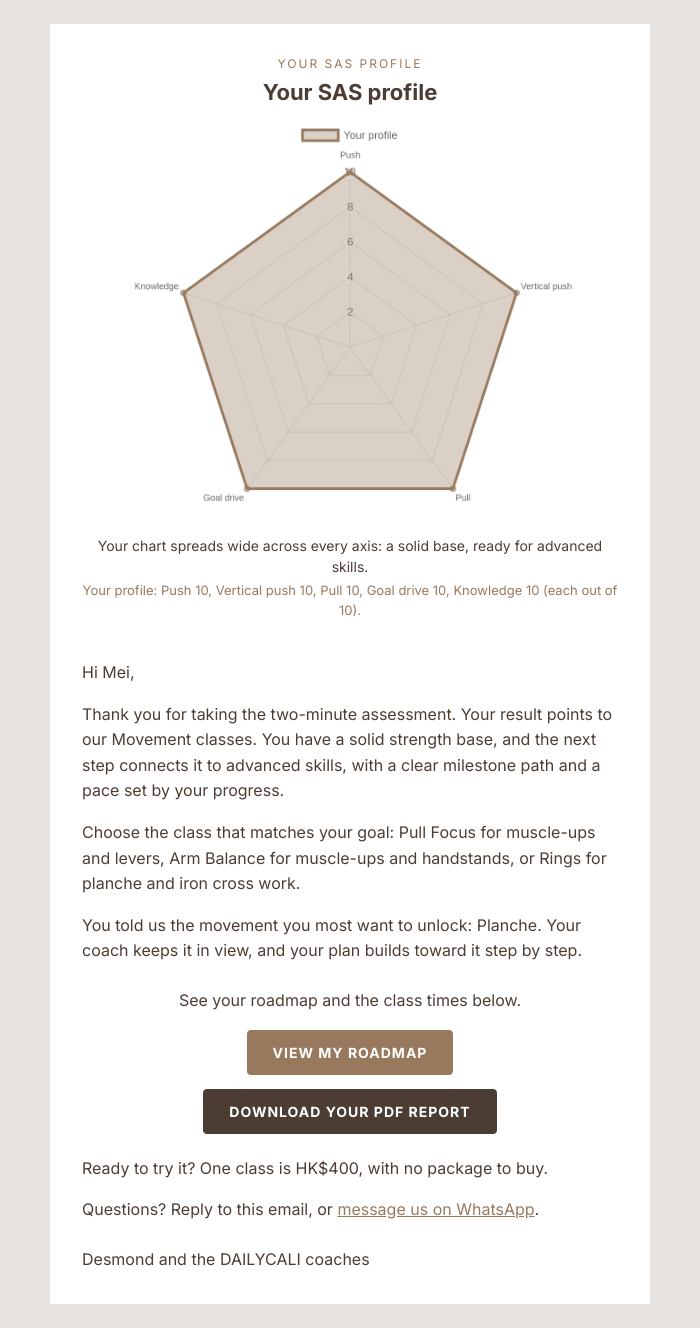 YOUR SAS PROFILE
Your SAS profile
Your profile
Push
10
8
6
4
2
Knowledge
Vertical push
Goal drive
Pull
Your chart spreads wide across every axis: a solid base, ready for advanced
skills.
Your profile: Push 10, Vertical push 10, Pull 10, Goal drive 10, Knowledge 10 (each out of
10).
Hi Mei,
Thank you for taking the two-minute assessment. Your result points to
our Movement classes. You have a solid strength base, and the next
step connects it to advanced skills, with a clear milestone path and a
pace set by your progress.
Choose the class that matches your goal: Pull Focus for muscle-ups
and levers, Arm Balance for muscle-ups and handstands, or Rings for
planche and iron cross work.
You told us the movement you most want to unlock: Planche. Your
coach keeps it in view, and your plan builds toward it step by step.
See your roadmap and the class times below.
VIEW MY ROADMAP
DOWNLOAD YOUR PDF REPORT
Ready to try it? One class is HK$400, with no package to buy.
Questions? Reply to this email, or message us on WhatsApp.
Desmond and the DAILYCALI coaches